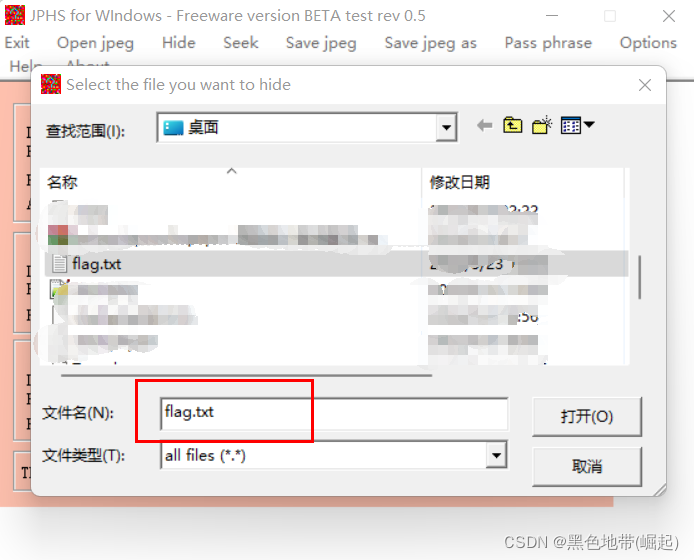 JPHS for WIndows - Freeware version BETA test rev 0.5
Exit Open jpeg Hide Seek Save jpeg Save jpeg as Pass phrase Options
Help About
Select the file you want to hide
查找范围(I): 桌面
名称 修改日期
flag.txt
文件名(N): flag.txt 打开(O)
文件类型(T): all files (*.*) 取消
CSDN @黑色地带(崛起)